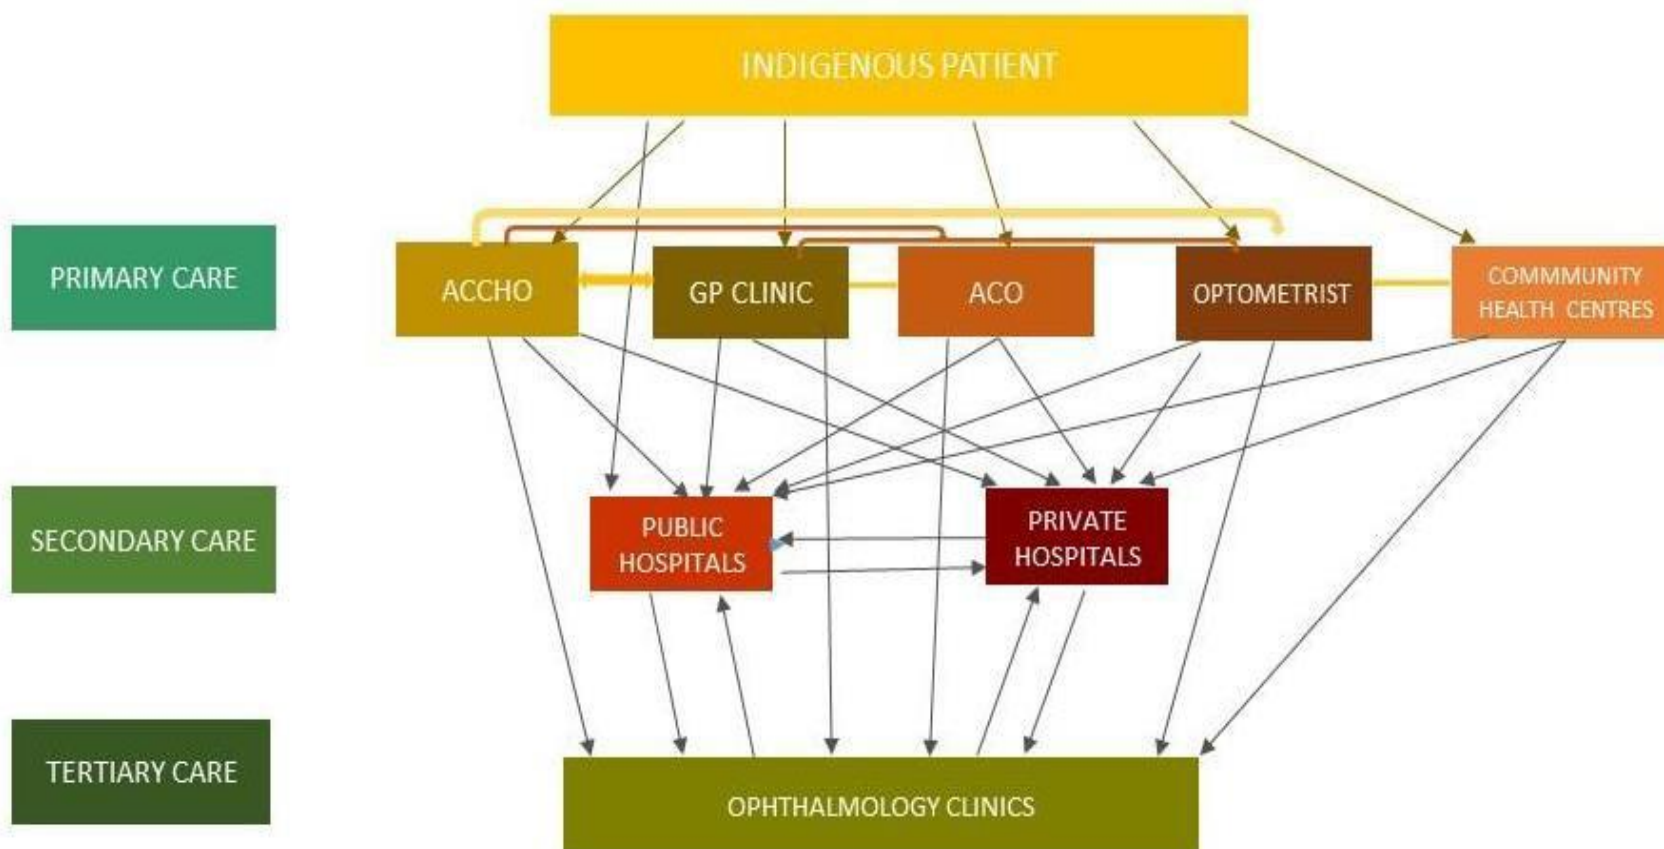 INDIGENOUS PATIENT
PRIMARY CARE
ACCHO
GP CLINIC
ACO
OPTOMETRIST
COMMMUNITY
HEALTH CENTRES
SECONDARY CARE
PUBLIC
HOSPITALS
PRIVATE
HOSPITALS
TERTIARY CARE
OPHTHALMOLOGY CLINICS